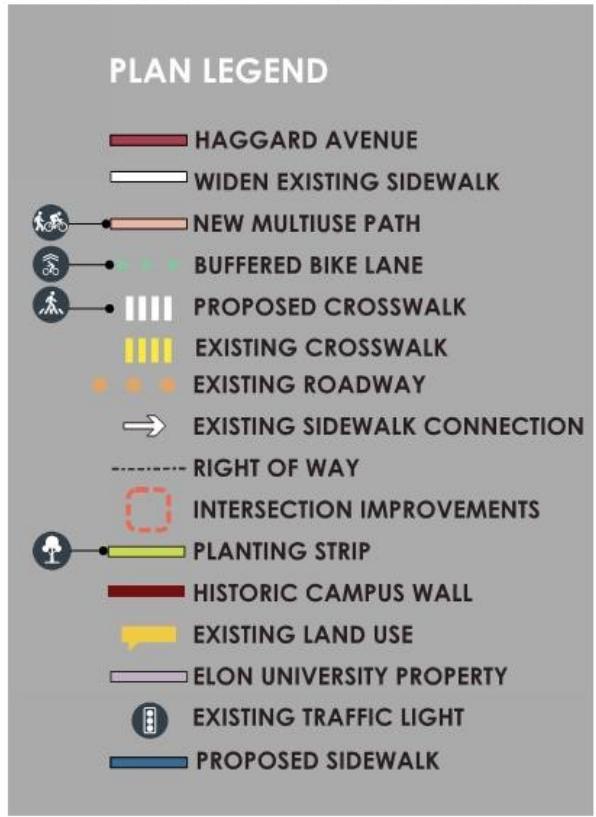 PLAN LEGEND
HAGGARD AVENUE
WIDEN EXISTING SIDEWALK
NEW MULTIUSE PATH
BUFFERED BIKE LANE
PROPOSED CROSSWALK
EXISTING CROSSWALK
EXISTING ROADWAY
EXISTING SIDEWALK CONNECTION
RIGHT OF WAY
INTERSECTION IMPROVEMENTS
PLANTING STRIP
HISTORIC CAMPUS WALL
EXISTING LAND USE
ELON UNIVERSITY PROPERTY
EXISTING TRAFFIC LIGHT
PROPOSED SIDEWALK